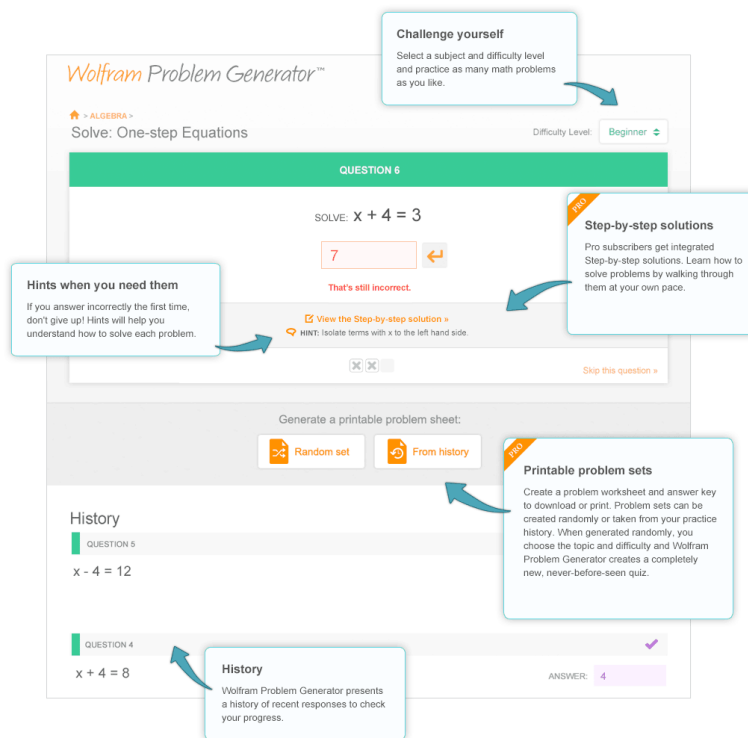 Challenge yourself
Select a subject and difficulty level
and practice as many math problems
as you like.
Wolfram Problem Generator™
> ALGEBRA >
Solve: One-step Equations
Difficulty Level:
Beginner
QUESTION 6
SOLVE: x + 4 = 3
7
That's still incorrect.
PRO
Step-by-step solutions
Pro subscribers get integrated
Step-by-step solutions. Learn how to
solve problems by walking through
them at your own pace.
Hints when you need them
If you answer incorrectly the first time,
don't give up! Hints will help you
understand how to solve each problem.
View the Step-by-step solution »
HINT: Isolate terms with x to the left hand side.
Skip this question »
Generate a printable problem sheet:
Random set
From history
PRO
Printable problem sets
Create a problem worksheet and answer key
to download or print. Problem sets can be
created randomly or taken from your practice
history. When generated randomly, you
choose the topic and difficulty and Wolfram
Problem Generator creates a completely
new, never-before-seen quiz.
History
QUESTION 5
x - 4 = 12
QUESTION 4
x + 4 = 8
ANSWER: 4
History
Wolfram Problem Generator presents
a history of recent responses to check
your progress.